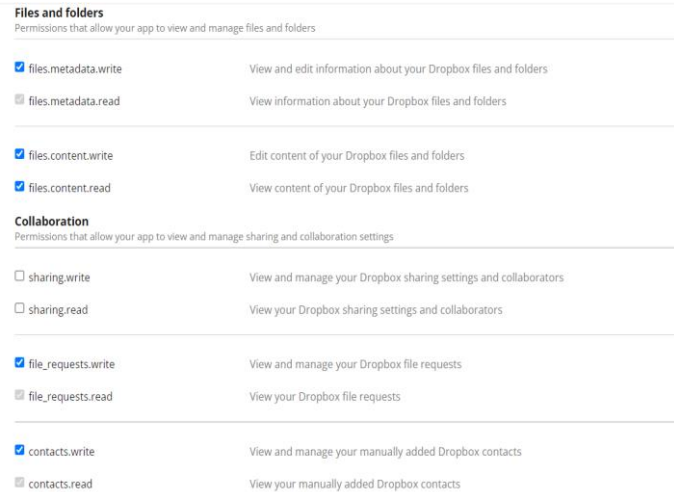 Files and folders
Permissions that allow your app to view and manage files and folders
files.metadata.write View and edit information about your Dropbox files and folders
files.metadata.read View information about your Dropbox files and folders
files.content.write Edit content of your Dropbox files and folders
files.content.read View content of your Dropbox files and folders
Collaboration
Permissions that allow your app to view and manage sharing and collaboration settings
sharing.write View and manage your Dropbox sharing settings and collaborators
sharing.read View your Dropbox sharing settings and collaborators
file_requests.write View and manage your Dropbox file requests
file_requests.read View your Dropbox file requests
contacts.write View and manage your manually added Dropbox contacts
contacts.read View your manually added Dropbox contacts